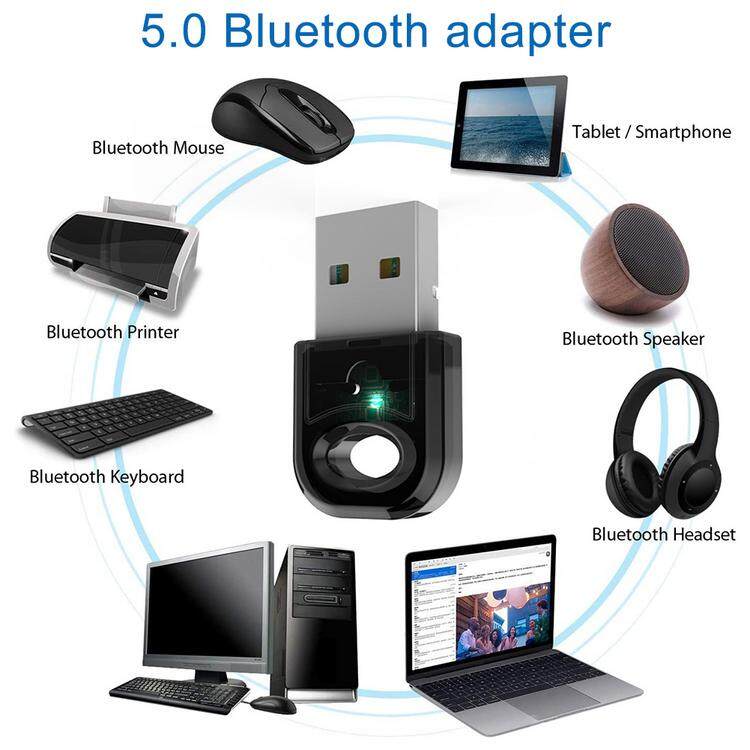 5.0 Bluetooth adapter
Bluetooth Mouse
Tablet / Smartphone
Bluetooth Printer
Bluetooth Speaker
Bluetooth Keyboard
Bluetooth Headset